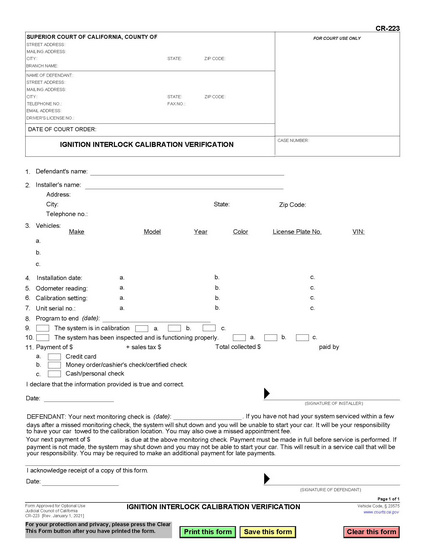 CR-223
SUPERIOR COURT OF CALIFORNIA, COUNTY OF
FOR COURT USE ONLY
STREET ADDRESS:
MAILING ADDRESS:
CITY: STATE: ZIP CODE:
BRANCH NAME:
NAME OF DEFENDANT:
STREET ADDRESS:
MAILING ADDRESS:
CITY: STATE: ZIP CODE:
TELEPHONE NO.: FAX NO.:
EMAIL ADDRESS:
DRIVER'S LICENSE NO.:
DATE OF COURT ORDER:
IGNITION INTERLOCK CALIBRATION VERIFICATION
CASE NUMBER:
1. Defendant's name:
2. Installer's name:
Address:
City: State: Zip Code:
Telephone no.:
3. Vehicles:
Make Model Year Color License Plate No. VIN:
a.
b.
c.
4. Installation date: a. b. c.
5. Odometer reading: a. b. c.
6. Calibration setting: a. b. c.
7. Unit serial no.: a. b. c.
8. Program to end (date):
9. The system is in calibration a. b. c.
10. The system has been inspected and is functioning properly. a. b. c.
11. Payment of $ + sales tax $ Total collected $ paid by
a. Credit card
b. Money order/cashier's check/certified check
c. Cash/personal check
I declare that the information provided is true and correct.
Date:
(SIGNATURE OF INSTALLER)
DEFENDANT: Your next monitoring check is (date): . If you have not had your system serviced within a few
days after a missed monitoring check, the system will shut down and you will be unable to start your car. It will be your responsibility
to have your car towed to the calibration location. You may also owe a missed appointment fee.
Your next payment of $ is due at the above monitoring check. Payment must be made in full before service is performed. If
payment is not made, the system may shut down and you may not be able to start your car. This will result in a service call that will be
your responsibility. You may be required to make an additional payment for late payments.
I acknowledge receipt of a copy of this form.
Date:
(SIGNATURE OF DEFENDANT)
Page 1 of 1
Form Approved for Optional Use
Judicial Council of California
CR-223 [Rev. January 1, 2021]
IGNITION INTERLOCK CALIBRATION VERIFICATION
Vehicle Code, § 23575
www.courts.ca.gov
For your protection and privacy, please press the Clear
This Form button after you have printed the form.
Print this form
Save this form
Clear this form